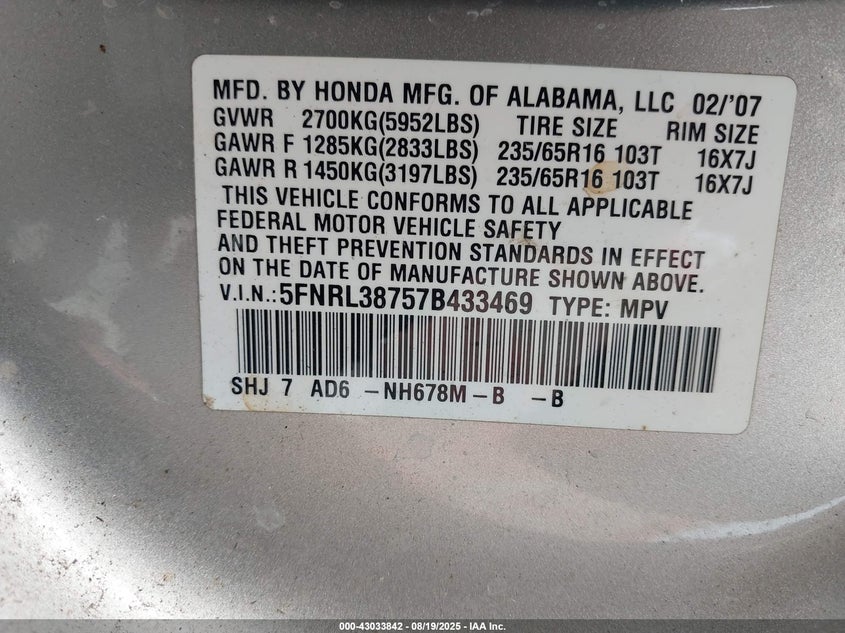 MFD. BY HONDA MFG. OF ALABAMA, LLC 02/'07
GVWR 2700KG(5952LBS) TIRE SIZE RIM SIZE
GAWR F 1285KG(2833LBS) 235/65R16 103T 16X7J
GAWR R 1450KG(3197LBS) 235/65R16 103T 16X7J
THIS VEHICLE CONFORMS TO ALL APPLICABLE
FEDERAL MOTOR VEHICLE SAFETY
AND THEFT PREVENTION STANDARDS IN EFFECT
ON THE DATE OF MANUFACTURE SHOWN ABOVE.
V.I.N.:5FNRL38757B433469 TYPE: MPV
SHJ 7 AD6 -NH678M-B -B
000-43033842 - 08/19/2025 - IAA Inc.